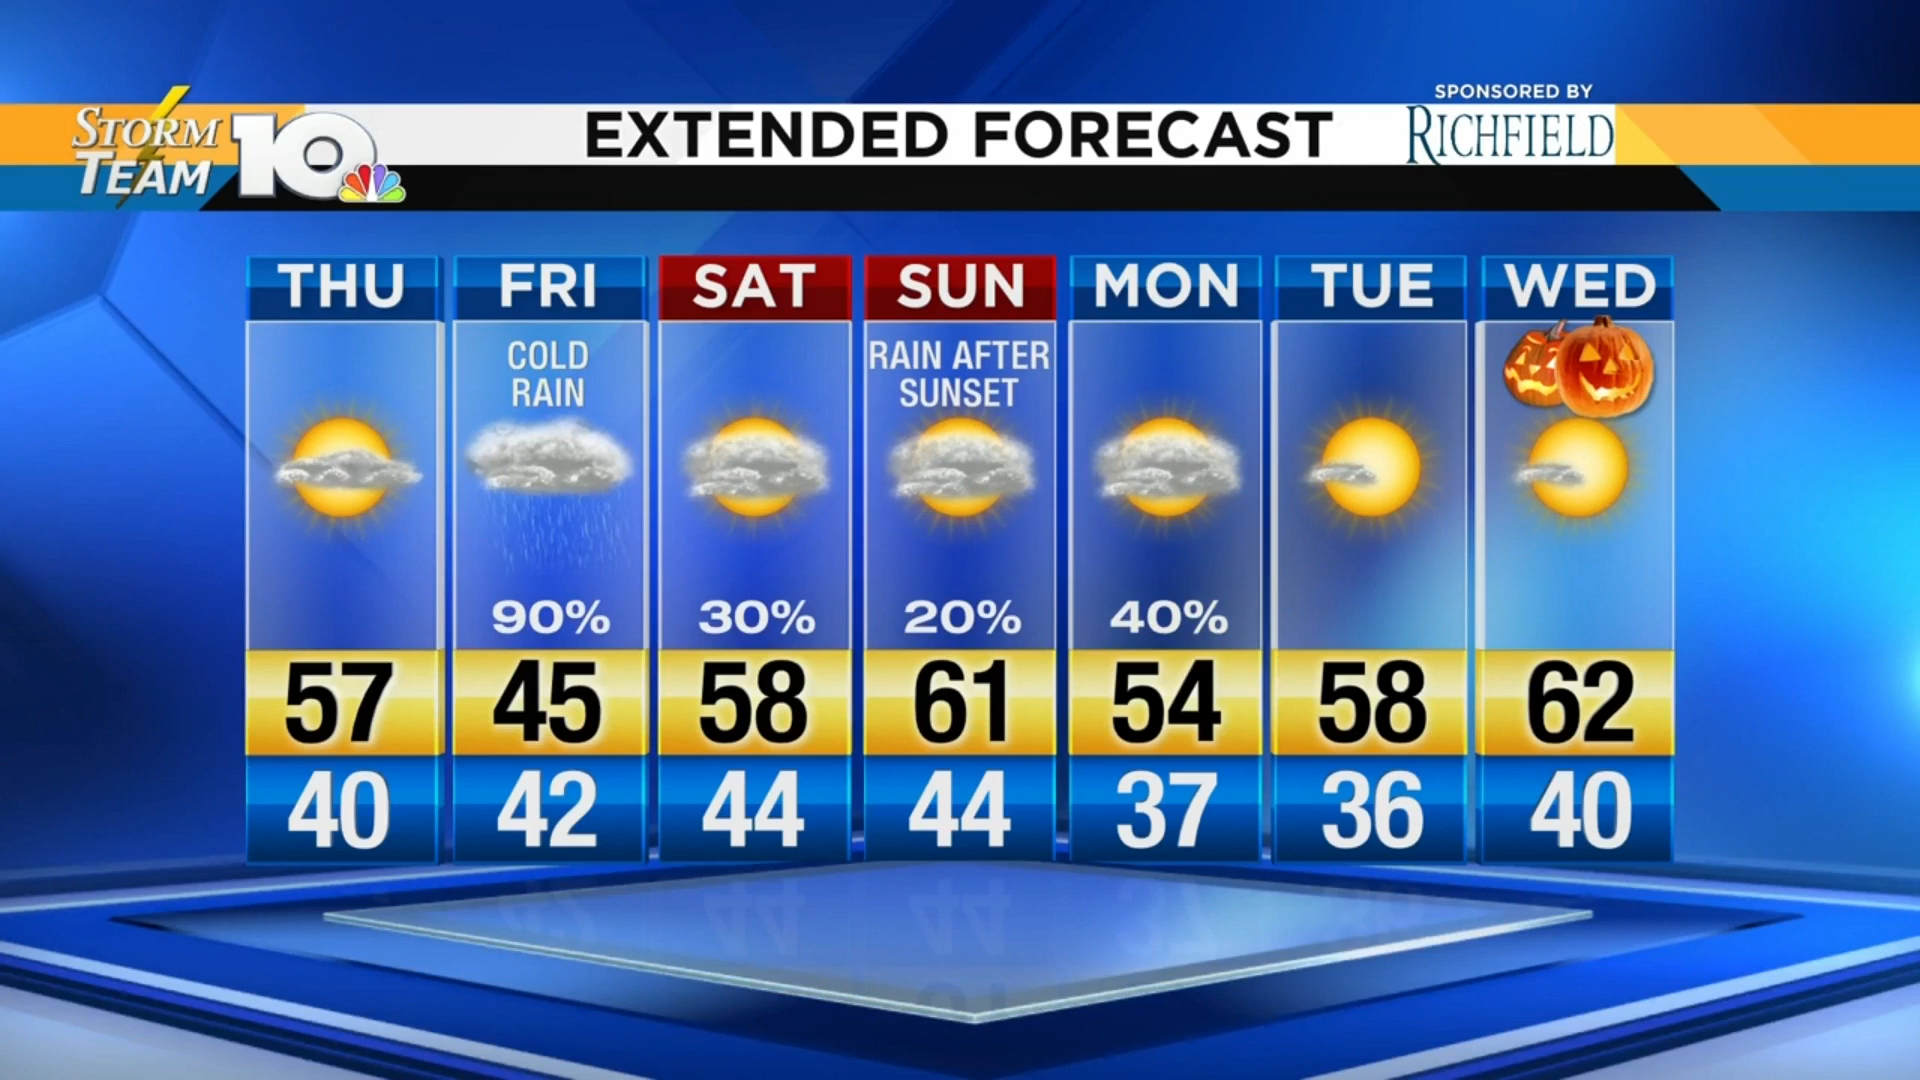 SPONSORED BY
STORM TEAM 10
EXTENDED FORECAST
RICHFIELD
THU FRI SAT SUN MON TUE WED
COLD RAIN
RAIN AFTER SUNSET
90% 30% 20% 40%
57 45 58 61 54 58 62
40 42 44 44 37 36 40